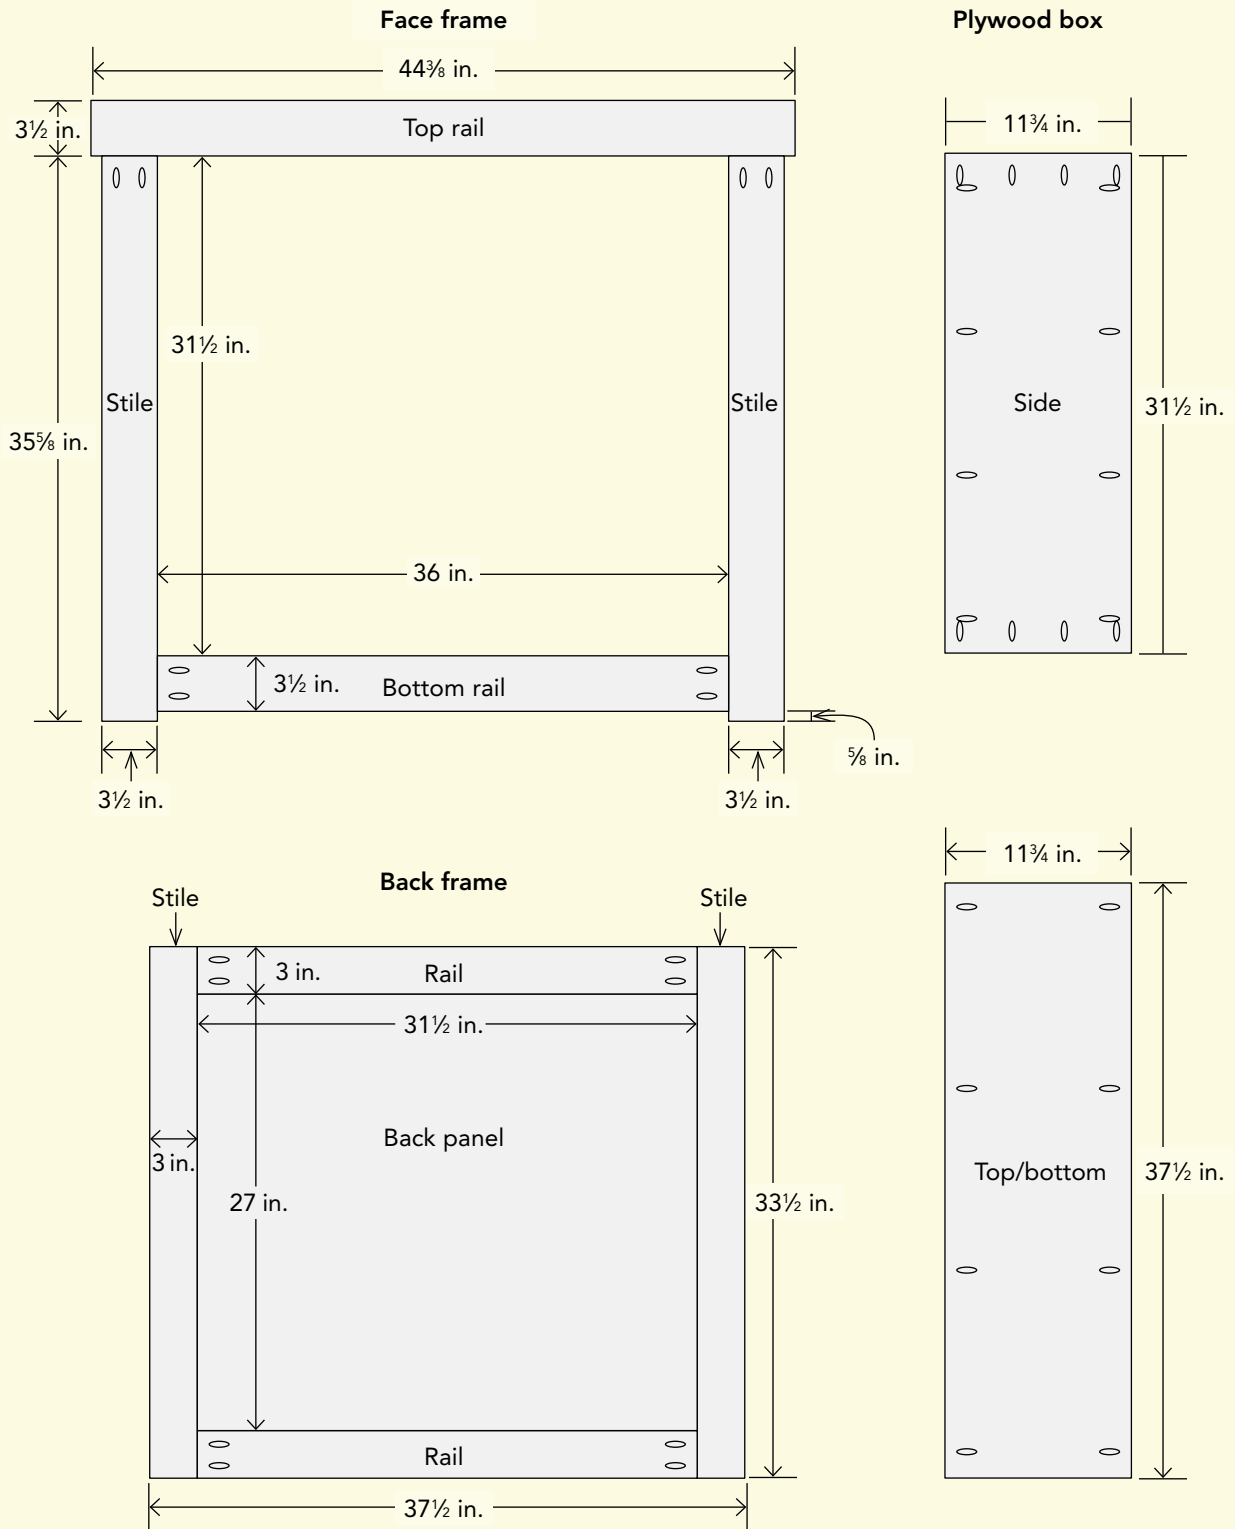 Face frame
Plywood box
44⅜ in.
3½ in.
Top rail
11¾ in.
31½ in.
Stile
Stile
Side
31½ in.
35⅝ in.
36 in.
3½ in.
Bottom rail
⅝ in.
3½ in.
3½ in.
11¾ in.
Back frame
Stile
Stile
3 in.
Rail
31½ in.
Back panel
3 in.
27 in.
33½ in.
Top/bottom
37½ in.
Rail
37½ in.